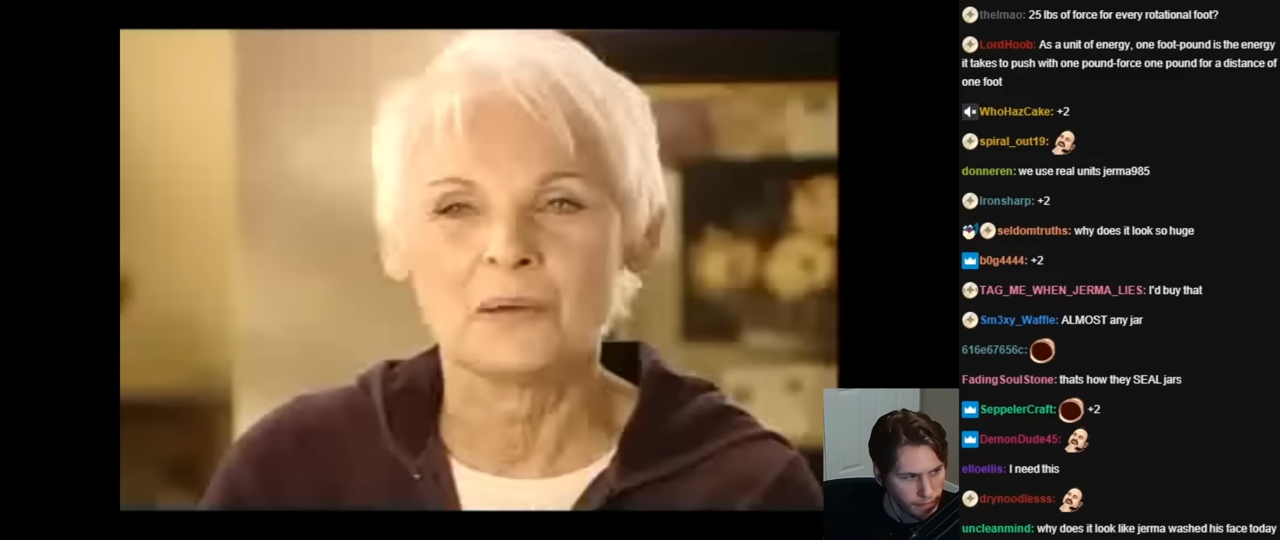 thelmao: 25 lbs of force for every rotational foot?
LordHoob: As a unit of energy, one foot-pound is the energy
it takes to push with one pound-force one pound for a distance of
one foot
WhoHazCake: +2
spiral_out19:
donneren: we use real units jerma985
Ironsharp: +2
seldomtruths: why does it look so huge
b0g4444: +2
TAG_ME_WHEN_JERMA_LIES: I'd buy that
Sm3xy_Waffle: ALMOST any jar
616e67656c:
FadingSoulStone: thats how they SEAL jars
SeppelerCraft: +2
DemonDude45:
elloellis: I need this
drynoodlesss:
uncleanmind: why does it look like jerma washed his face today